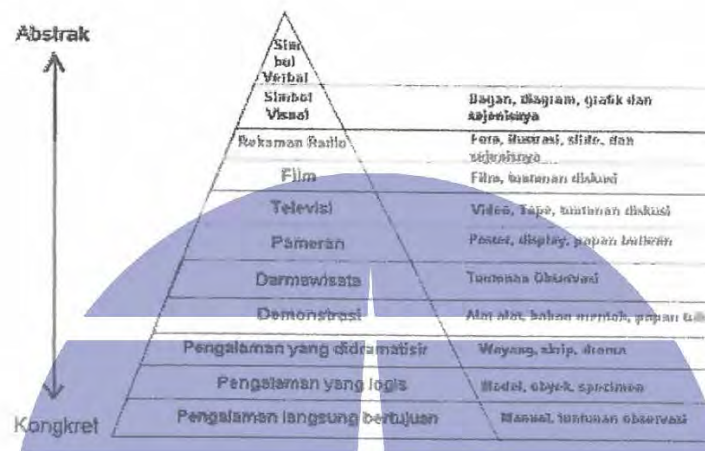 Abstrak
Sim
bol
Verbal
Simbol
Visual
Bagan, diagram, grafik dan
sejenisnya
Rekaman Radio
Foto, ilustrasi, slide, dan
sejenisnya
Film
Film, tuntunan diskusi
Televisi
Video, Tape, tuntunan diskusi
Pameran
Poster, display, papan buletin
Darmawisata
Tuntunan Observasi
Demonstrasi
Alat alat, bahan mentah, papan
Pengalaman yang didramatisir
Wayang, skrip, drama
Pengalaman yang logis
Model, obyek, specimen
Kongkret
Pengalaman langsung bertujuan
Manual, tuntunan observasi